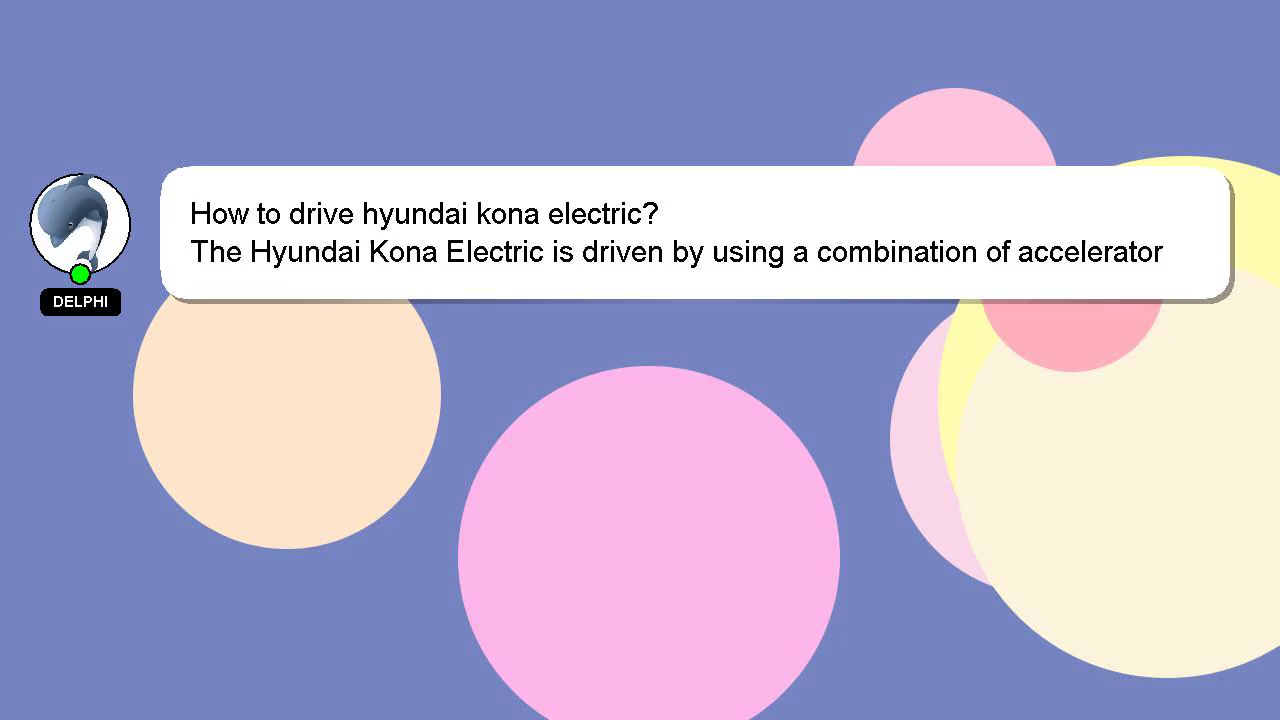 How to drive hyundai kona electric?
The Hyundai Kona Electric is driven by using a combination of accelerator
DELPHI